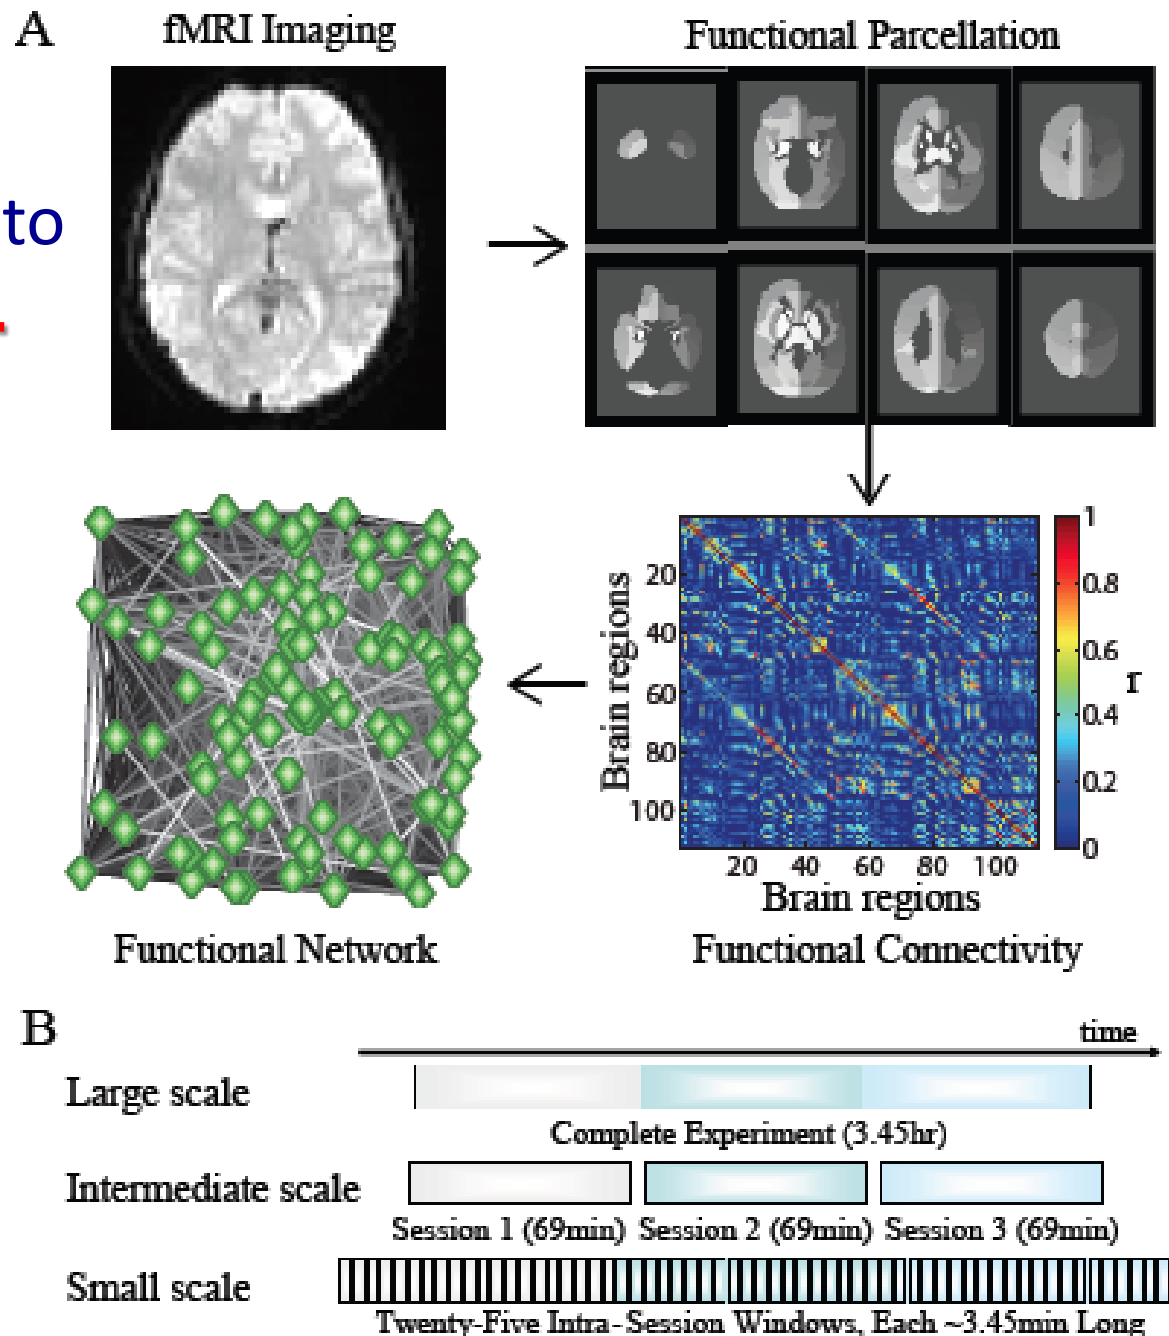 A
fMRI Imaging
Functional Parcellation
to
20
40
60
80
100
Brain regions
20 40 60 80 100
Brain regions
1
0.8
0.6
0.4
0.2
0
r
Functional Network
Functional Connectivity
B
time
Large scale
Complete Experiment (3.45hr)
Intermediate scale
Session 1 (69min) Session 2 (69min) Session 3 (69min)
Small scale
Twenty-Five Intra-Session Windows, Each ~3.45min Long